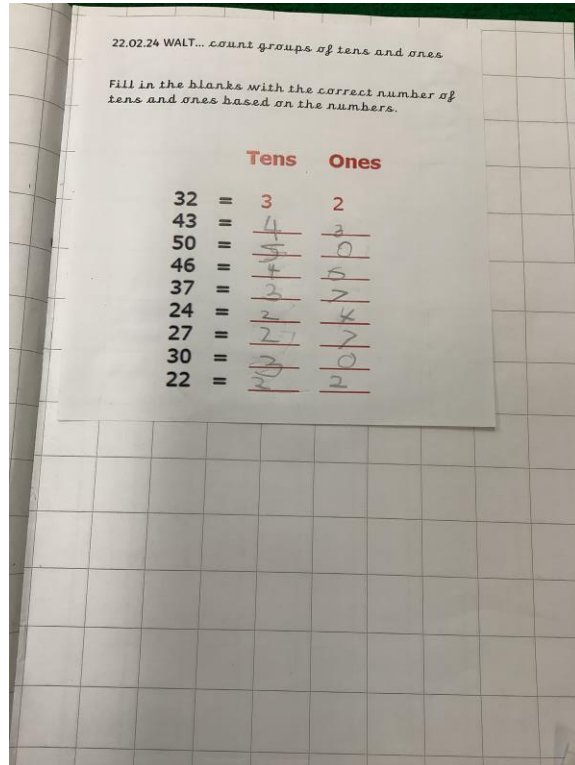 22.02.24 WALT... count groups of tens and ones
Fill in the blanks with the correct number of
tens and ones based on the numbers.
Tens Ones
32 = 3 2
43 = 4 3
50 = 5 0
46 = 4 6
37 = 3 7
24 = 2 4
27 = 2 7
30 = 3 0
22 = 2 2